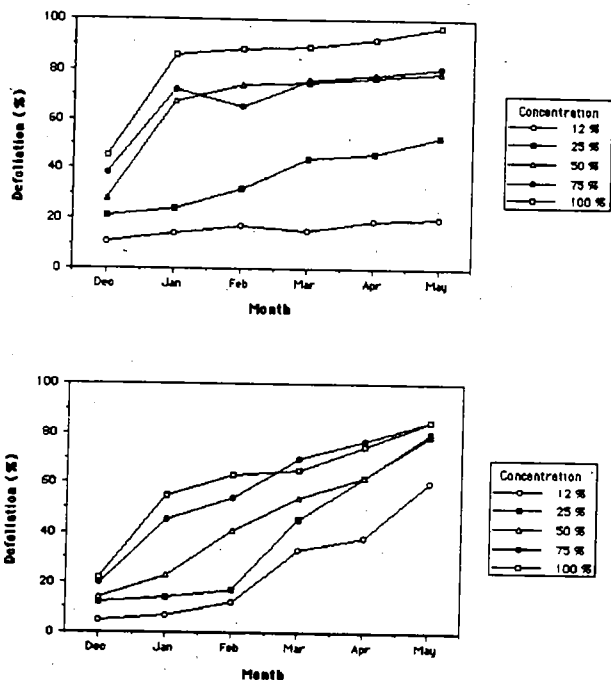 100
80
60
40
20
0
Defoliation (%)
Dec Jan Feb Mar Apr May
Month
Concentration
12 %
25 %
50 %
75 %
100 %
100
80
60
40
20
0
Defoliation (%)
Dec Jan Feb Mar Apr May
Month
Concentration
12 %
25 %
50 %
75 %
100 %